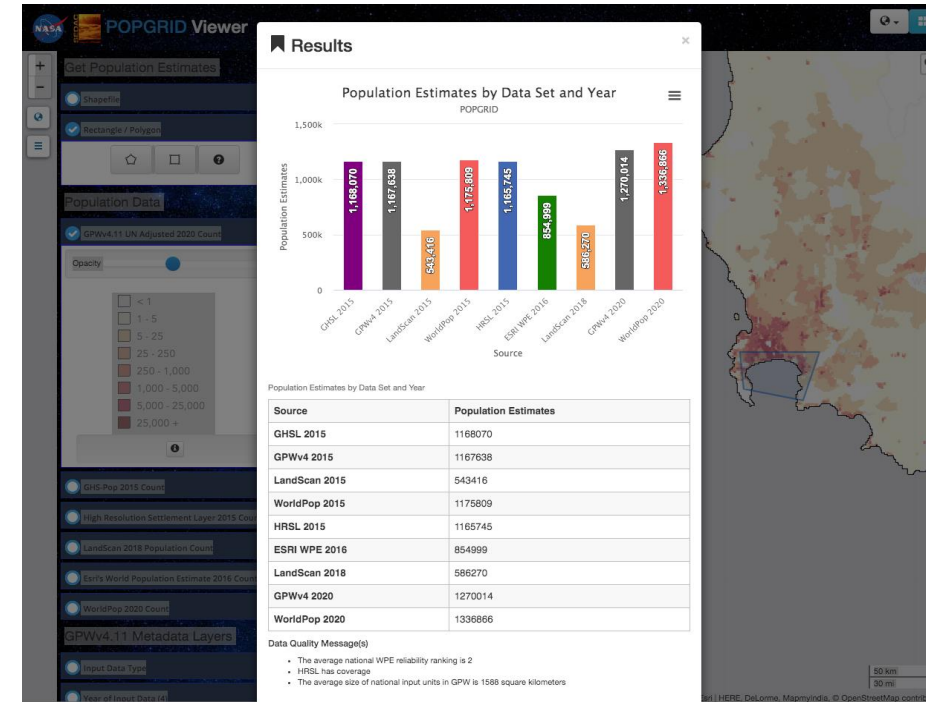 NASA
SEDAC
POPGRID Viewer
+
−
Get Population Estimates
Shapefile
Rectangle / Polygon
Population Data
GPWv4.11 UN Adjusted 2020 Count
Opacity
< 1
1 - 5
5 - 25
25 - 250
250 - 1,000
1,000 - 5,000
5,000 - 25,000
25,000 +
GHS-Pop 2015 Count
High Resolution Settlement Layer 2015 Cou
LandScan 2018 Population Count
Esri's World Population Estimate 2016 Count
WorldPop 2020 Count
GPWv4.11 Metadata Layers
Input Data Type
Year of Input Data (4)
Results
×
Population Estimates by Data Set and Year
POPGRID
Population Estimates
1,500k
1,000k
500k
0
1,168,070
1,167,638
543,416
1,175,809
1,165,745
854,999
586,270
1,270,014
1,336,866
GHSL 2015
GPWv4 2015
LandScan 2015
WorldPop 2015
HRSL 2015
ESRI WPE 2016
LandScan 2018
GPWv4 2020
WorldPop 2020
Source
Population Estimates by Data Set and Year
Source Population Estimates
GHSL 2015 1168070
GPWv4 2015 1167638
LandScan 2015 543416
WorldPop 2015 1175809
HRSL 2015 1165745
ESRI WPE 2016 854999
LandScan 2018 586270
GPWv4 2020 1270014
WorldPop 2020 1336866
Data Quality Message(s)
• The average national WPE reliability ranking is 2
• HRSL has coverage
• The average size of national input units in GPW is 1588 square kilometers
50 km
30 mi
Esri | HERE, DeLorme, MapmyIndia, © OpenStreetMap contrib